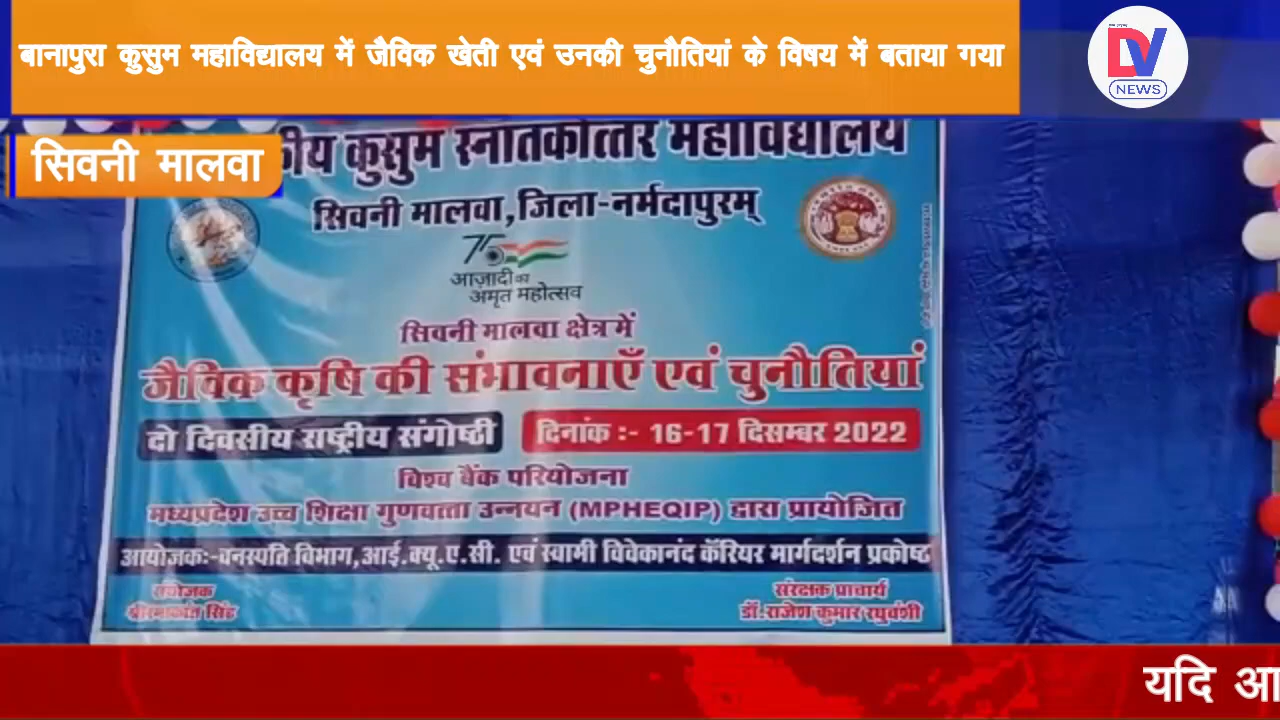 बानापुरा कुसुम महाविद्यालय में जैविक खेती एवं उनकी चुनौतियां के विषय में बताया गया
DV
NEWS
सिवनी मालवा
कुसुम स्नातकोत्तर महाविद्यालय
सिवनी मालवा,जिला-नर्मदापुरम्
75
आज़ादी का
अमृत महोत्सव
सिवनी मालवा क्षेत्र में
जैविक कृषि की संभावनाएँ एवं चुनौतियां
दो दिवसीय राष्ट्रीय संगोष्ठी
दिनांक :- 16-17 दिसम्बर 2022
विश्व बैंक परियोजना
मध्यप्रदेश उच्च शिक्षा गुणवत्ता उन्नयन (MPHEQIP) द्वारा प्रायोजित
आयोजकः-वनस्पति विभाग,आई.क्यू.ए.सी. एवं स्वामी विवेकानंद कॅरियर मार्गदर्शन प्रकोष्ट
संयोजक
सिंह
संरक्षक प्राचार्य
डॉ.राजेश कुमार रघुवंशी
यदि आ